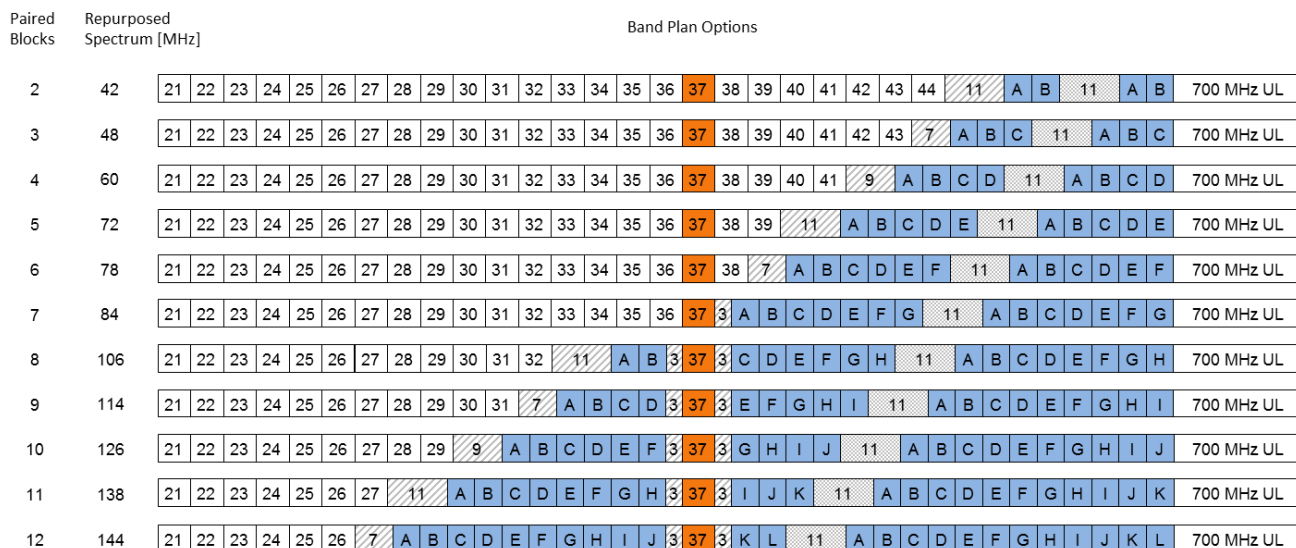 Paired Repurposed Band Plan Options
Blocks Spectrum [MHz]
2 42 21 22 23 24 25 26 27 28 29 30 31 32 33 34 35 36 37 38 39 40 41 42 43 44 11 A B 11 A B 700 MHz UL
3 48 21 22 23 24 25 26 27 28 29 30 31 32 33 34 35 36 37 38 39 40 41 42 43 7 A B C 11 A B C 700 MHz UL
4 60 21 22 23 24 25 26 27 28 29 30 31 32 33 34 35 36 37 38 39 40 41 9 A B C D 11 A B C D 700 MHz UL
5 72 21 22 23 24 25 26 27 28 29 30 31 32 33 34 35 36 37 38 39 11 A B C D E 11 A B C D E 700 MHz UL
6 78 21 22 23 24 25 26 27 28 29 30 31 32 33 34 35 36 37 38 7 A B C D E F 11 A B C D E F 700 MHz UL
7 84 21 22 23 24 25 26 27 28 29 30 31 32 33 34 35 36 37 3 A B C D E F G 11 A B C D E F G 700 MHz UL
8 106 21 22 23 24 25 26 27 28 29 30 31 32 11 A B 3 37 3 C D E F G H 11 A B C D E F G H 700 MHz UL
9 114 21 22 23 24 25 26 27 28 29 30 31 7 A B C D 3 37 3 E F G H I 11 A B C D E F G H I 700 MHz UL
10 126 21 22 23 24 25 26 27 28 29 9 A B C D E F 3 37 3 G H I J 11 A B C D E F G H I J 700 MHz UL
11 138 21 22 23 24 25 26 27 11 A B C D E F G H 3 37 3 I J K 11 A B C D E F G H I J K 700 MHz UL
12 144 21 22 23 24 25 26 7 A B C D E F G H I J 3 37 3 K L 11 A B C D E F G H I J K L 700 MHz UL